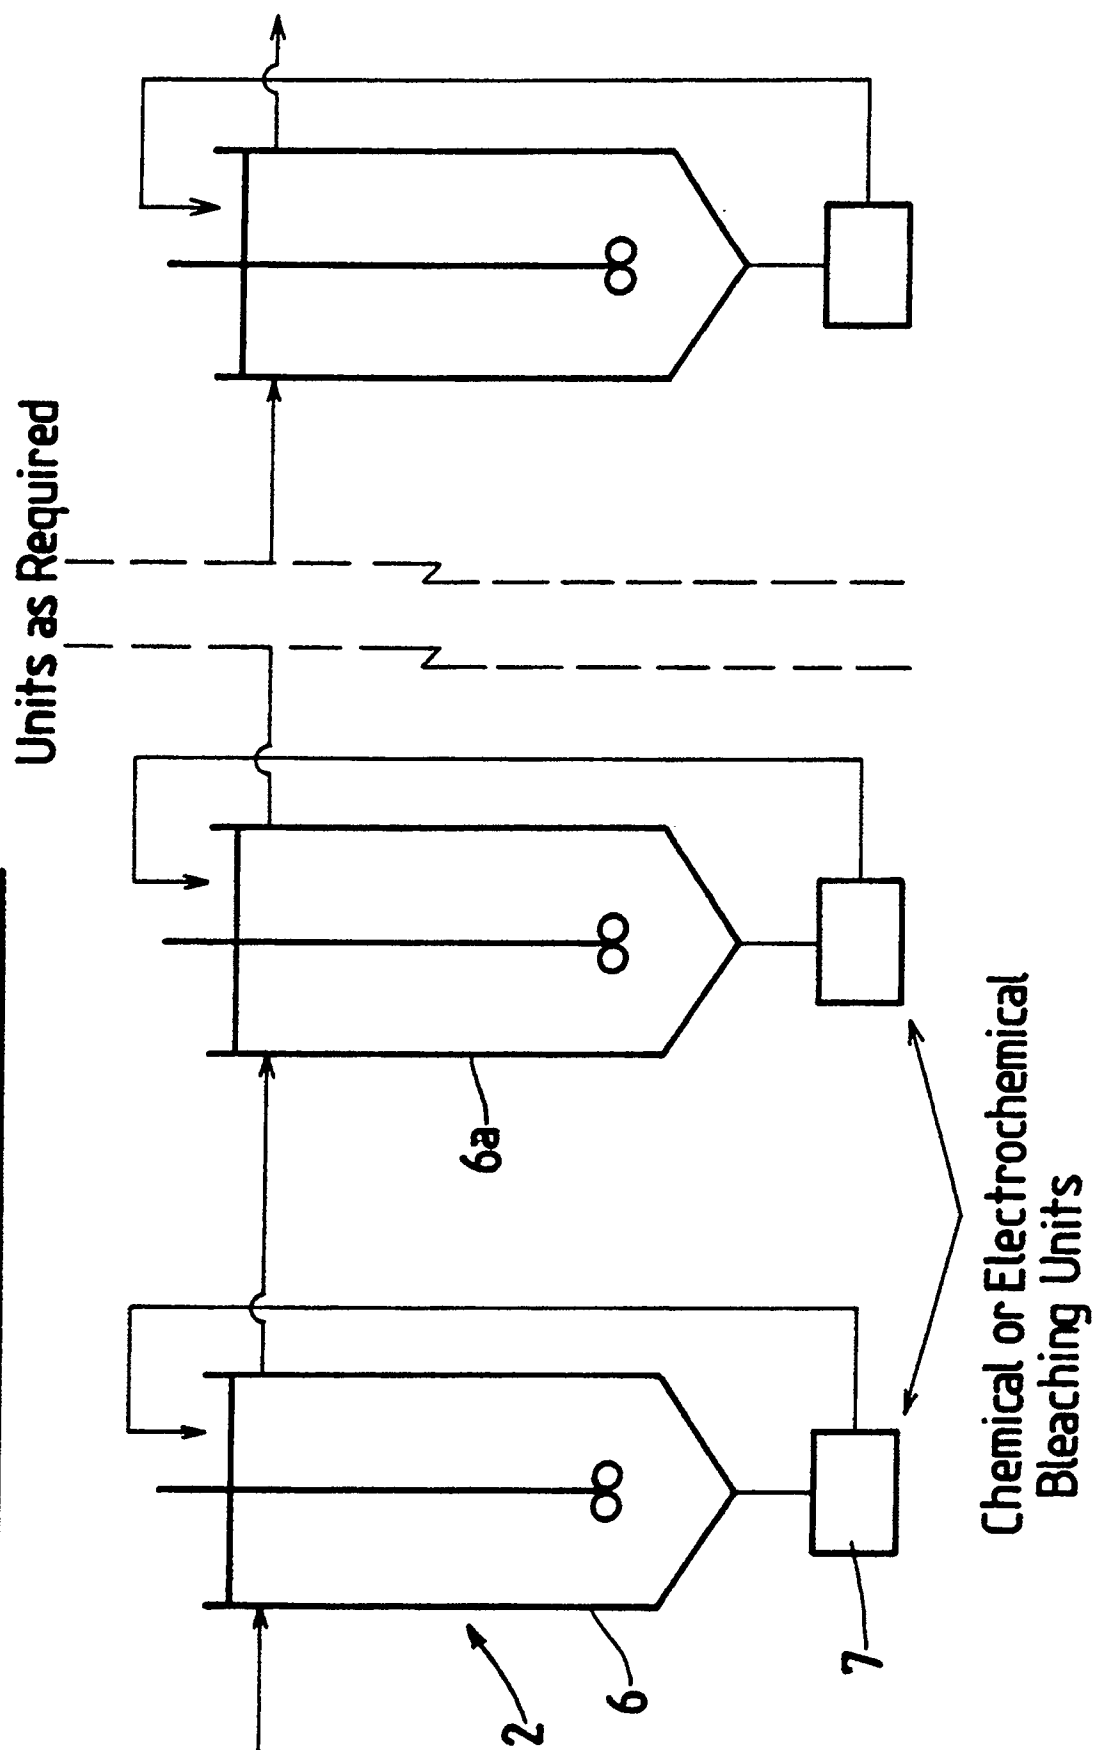 Units as Required
6a
2
6
7
Chemical or Electrochemical
Bleaching Units